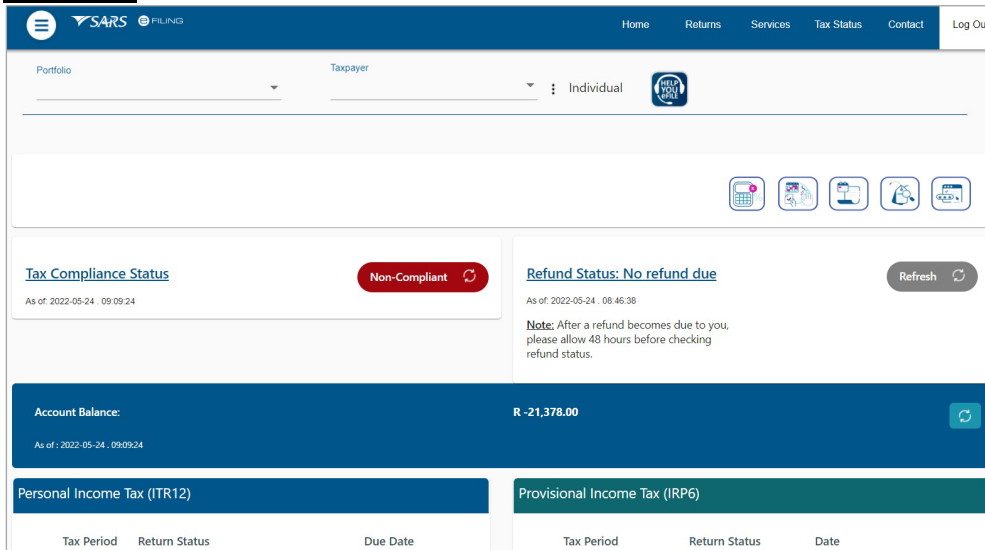 SARS eFILING
Home Returns Services Tax Status Contact Log Ou
Portfolio
Taxpayer
Individual
HELP
YOU
eFILE
Tax Compliance Status
Non-Compliant
As of: 2022-05-24 . 09:09:24
Refund Status: No refund due
Refresh
As of: 2022-05-24 . 08:46:38
Note: After a refund becomes due to you,
please allow 48 hours before checking
refund status.
Account Balance:
R -21,378.00
As of : 2022-05-24 . 09:09:24
Personal Income Tax (ITR12)
Tax Period Return Status Due Date
Provisional Income Tax (IRP6)
Tax Period Return Status Date